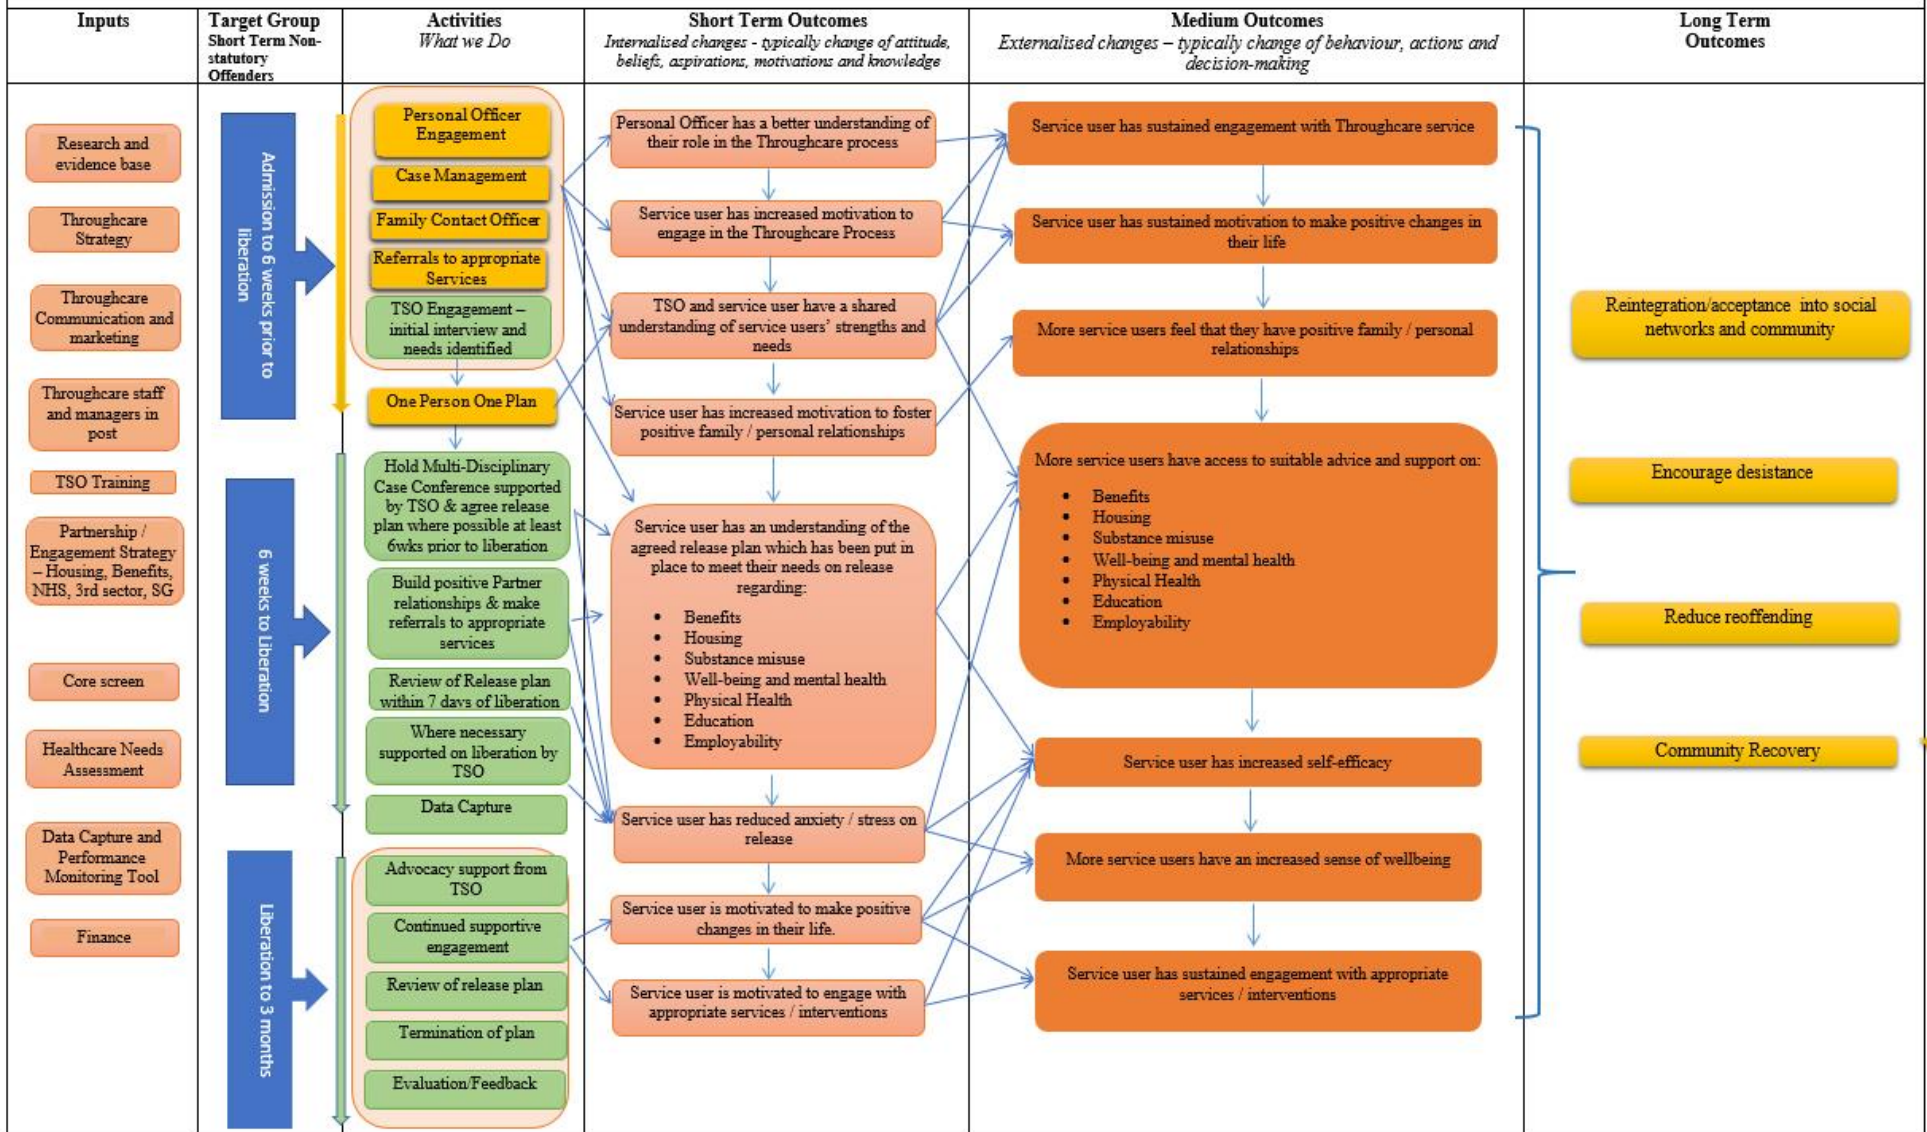 Inputs
Target Group
Short Term Non-
statutory
Offenders
Activities
What we Do
Short Term Outcomes
Internalised changes - typically change of attitude,
beliefs, aspirations, motivations and knowledge
Medium Outcomes
Externalised changes – typically change of behaviour, actions and
decision-making
Long Term
Outcomes
Research and
evidence base
Throughcare
Strategy
Throughcare
Communication and
marketing
Throughcare staff
and managers in
post
TSO Training
Partnership /
Engagement Strategy
– Housing, Benefits,
NHS, 3rd sector, SG
Core screen
Healthcare Needs
Assessment
Data Capture and
Performance
Monitoring Tool
Finance
Admission to 6 weeks prior to
liberation
6 weeks to Liberation
Liberation to 3 months
Personal Officer
Engagement
Case Management
Family Contact Officer
Referrals to appropriate
Services
TSO Engagement –
initial interview and
needs identified
One Person One Plan
Hold Multi-Disciplinary
Case Conference supported
by TSO & agree release
plan where possible at least
6wks prior to liberation
Build positive Partner
relationships & make
referrals to appropriate
services
Review of Release plan
within 7 days of liberation
Where necessary
supported on liberation by
TSO
Data Capture
Advocacy support from
TSO
Continued supportive
engagement
Review of release plan
Termination of plan
Evaluation/Feedback
Personal Officer has a better understanding of
their role in the Throughcare process
Service user has increased motivation to
engage in the Throughcare Process
TSO and service user have a shared
understanding of service users’ strengths and
needs
Service user has increased motivation to foster
positive family / personal relationships
Service user has an understanding of the
agreed release plan which has been put in
place to meet their needs on release
regarding:
• Benefits
• Housing
• Substance misuse
• Well-being and mental health
• Physical Health
• Education
• Employability
Service user has reduced anxiety / stress on
release
Service user is motivated to make positive
changes in their life.
Service user is motivated to engage with
appropriate services / interventions
Service user has sustained engagement with Throughcare service
Service user has sustained motivation to make positive changes in
their life
More service users feel that they have positive family / personal
relationships
More service users have access to suitable advice and support on:
• Benefits
• Housing
• Substance misuse
• Well-being and mental health
• Physical Health
• Education
• Employability
Service user has increased self-efficacy
More service users have an increased sense of wellbeing
Service user has sustained engagement with appropriate
services / interventions
Reintegration/acceptance into social
networks and community
Encourage desistance
Reduce reoffending
Community Recovery